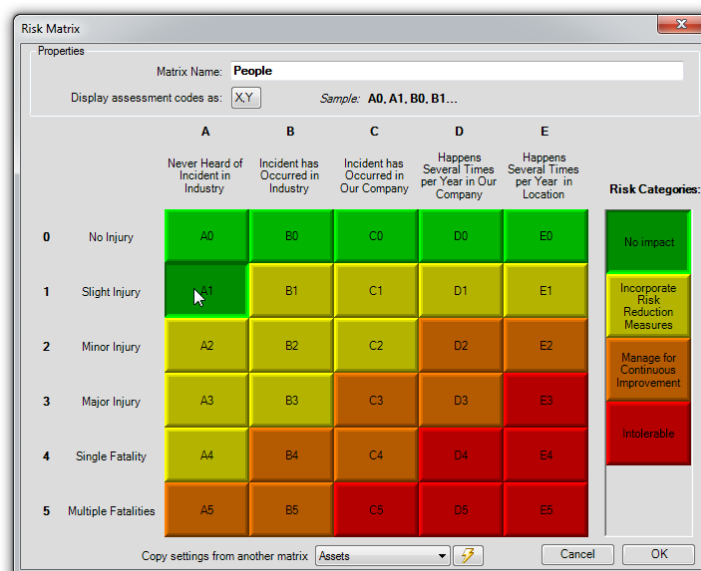 Risk Matrix
Properties
Matrix Name: People
Display assessment codes as: X,Y Sample: A0, A1, B0, B1...
A B C D E
Never Heard of Incident in Industry
Incident has Occurred in Industry
Incident has Occurred in Our Company
Happens Several Times per Year in Our Company
Happens Several Times per Year in Location
Risk Categories:
0 No Injury A0 B0 C0 D0 E0
1 Slight Injury A1 B1 C1 D1 E1
2 Minor Injury A2 B2 C2 D2 E2
3 Major Injury A3 B3 C3 D3 E3
4 Single Fatality A4 B4 C4 D4 E4
5 Multiple Fatalities A5 B5 C5 D5 E5
No impact
Incorporate
Risk
Reduction
Measures
Manage for
Continuous
Improvement
Intolerable
Copy settings from another matrix Assets Cancel OK